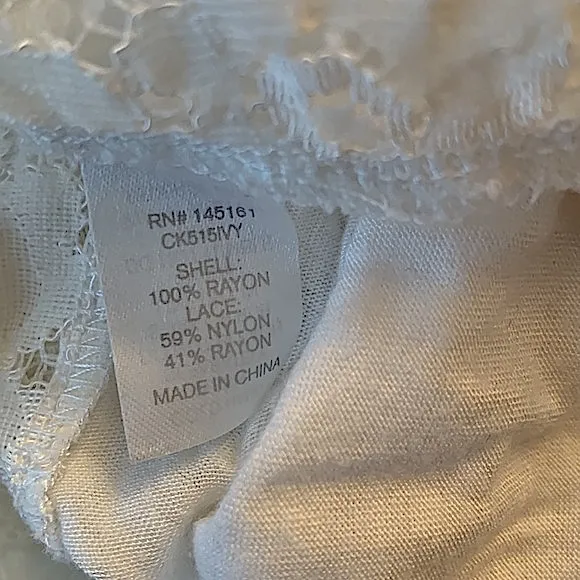 RN# 145161
CK515IVY
SHELL:
100% RAYON
LACE:
59% NYLON
41% RAYON
MADE IN CHINA